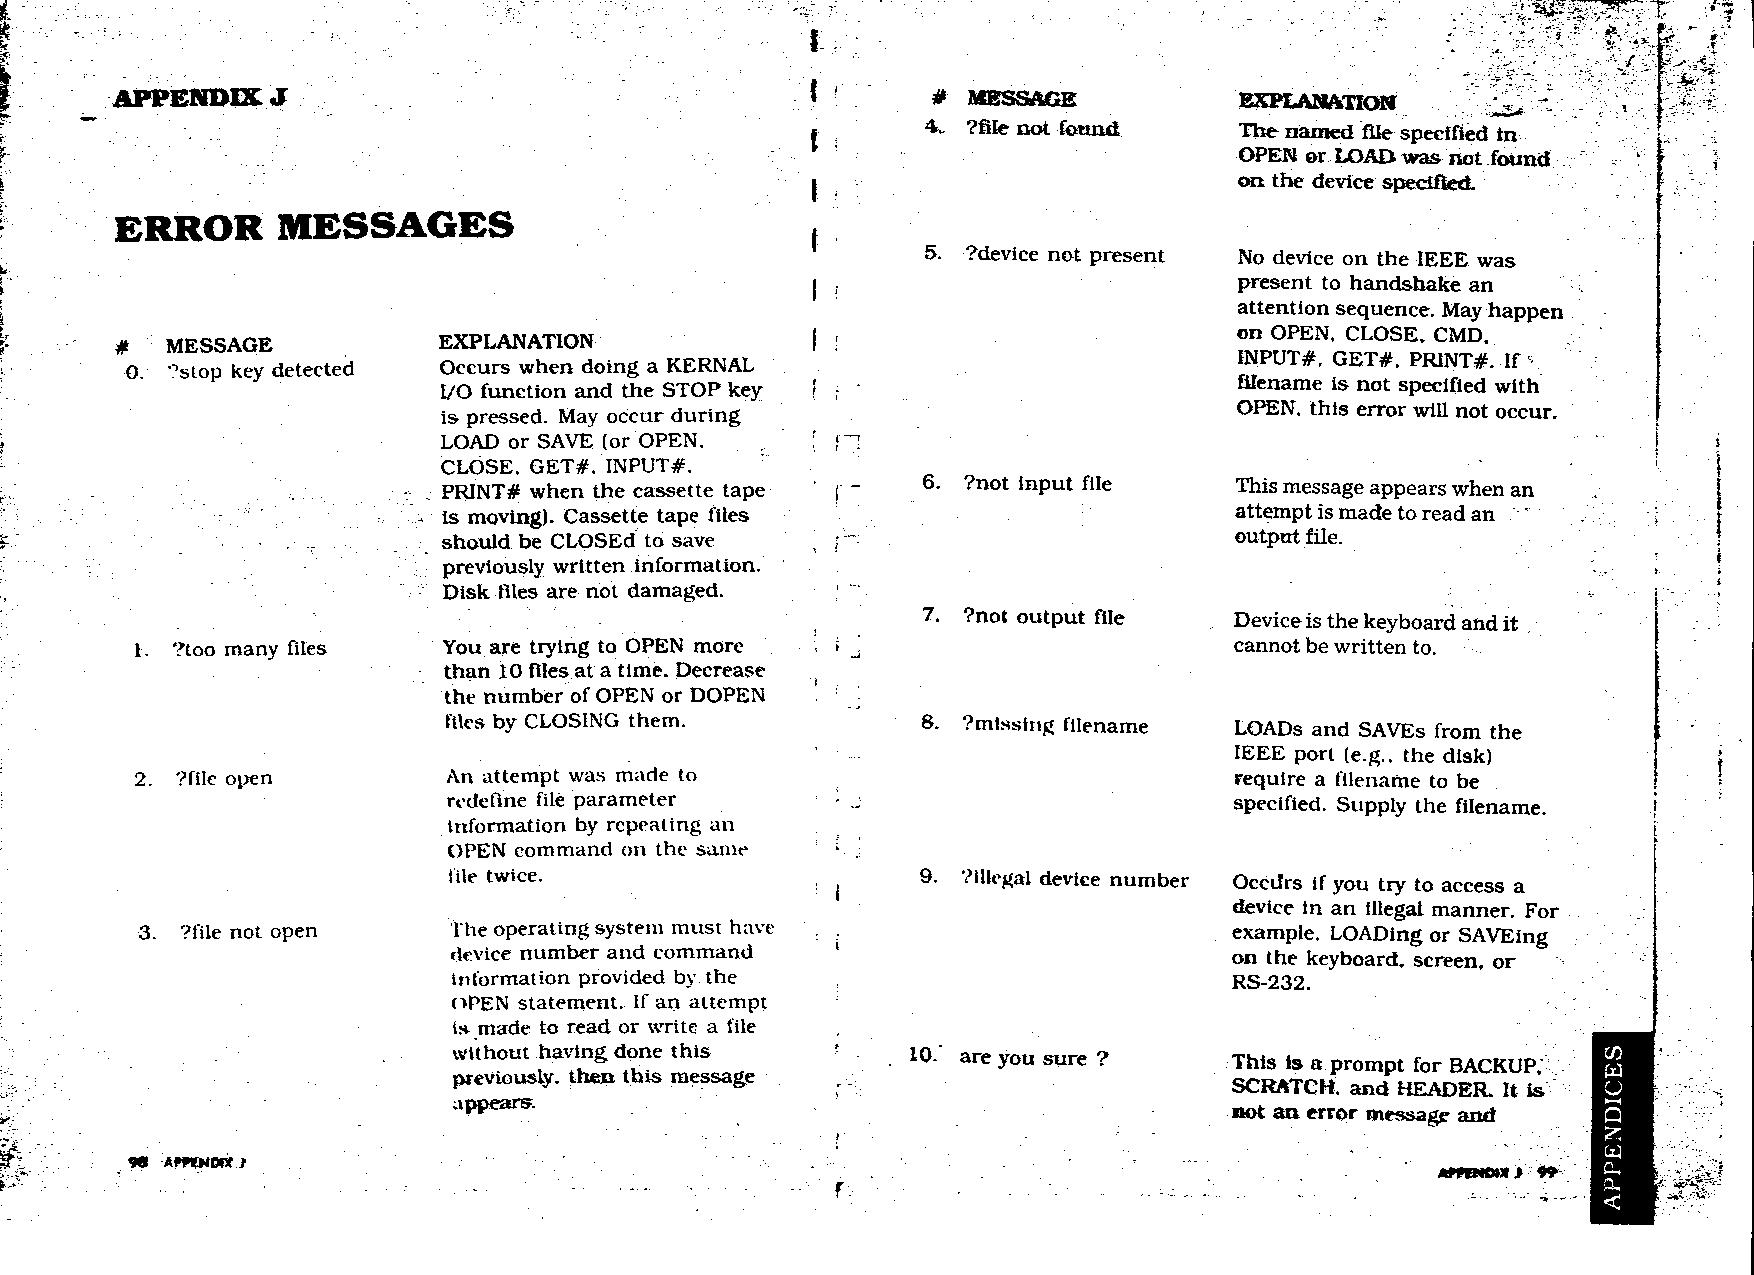 APPENDIX J
ERROR MESSAGES
# MESSAGE EXPLANATION
0. ?stop key detected Occurs when doing a KERNAL
I/O function and the STOP key
is pressed. May occur during
LOAD or SAVE (or OPEN,
CLOSE, GET#, INPUT#,
PRINT# when the cassette tape
is moving). Cassette tape files
should be CLOSEd to save
previously written information.
Disk files are not damaged.
1. ?too many files You are trying to OPEN more
than 10 files at a time. Decrease
the number of OPEN or DOPEN
files by CLOSING them.
2. ?file open An attempt was made to
redefine file parameter
information by repeating an
OPEN command on the same
file twice.
3. ?file not open The operating system must have
device number and command
information provided by the
OPEN statement. If an attempt
is made to read or write a file
without having done this
previously, then this message
appears.
98 APPENDIX J
# MESSAGE EXPLANATION
4. ?file not found The named file specified in
OPEN or LOAD was not found
on the device specified.
5. ?device not present No device on the IEEE was
present to handshake an
attention sequence. May happen
on OPEN, CLOSE, CMD,
INPUT#, GET#, PRINT#. If
filename is not specified with
OPEN, this error will not occur.
6. ?not input file This message appears when an
attempt is made to read an
output file.
7. ?not output file Device is the keyboard and it
cannot be written to.
8. ?missing filename LOADs and SAVEs from the
IEEE port (e.g., the disk)
require a filename to be
specified. Supply the filename.
9. ?illegal device number Occurs if you try to access a
device in an illegal manner. For
example, LOADing or SAVEing
on the keyboard, screen, or
RS-232.
10. are you sure ? This is a prompt for BACKUP,
SCRATCH, and HEADER. It is
not an error message and
APPENDIX J 99
APPENDICES